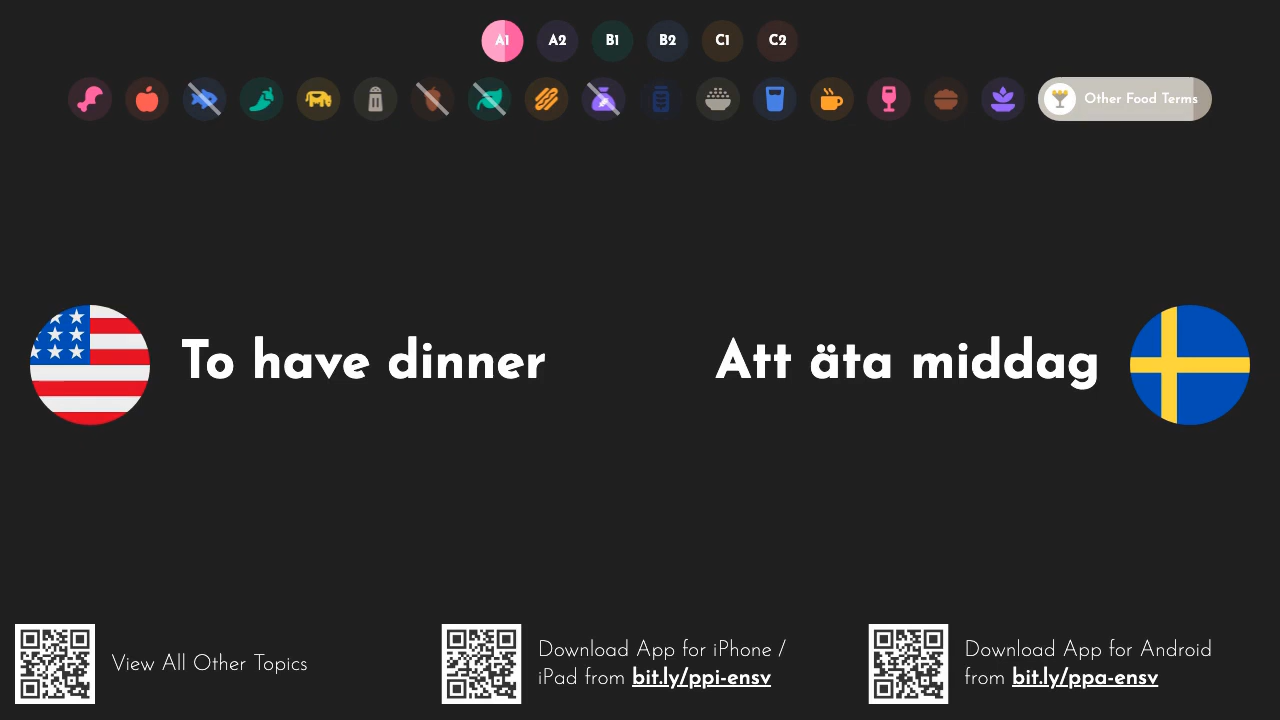 A1 A2 B1 B2 C1 C2
Other Food Terms
To have dinner
Att äta middag
View All Other Topics
Download App for iPhone /
iPad from bit.ly/ppi-ensv
Download App for Android
from bit.ly/ppa-ensv